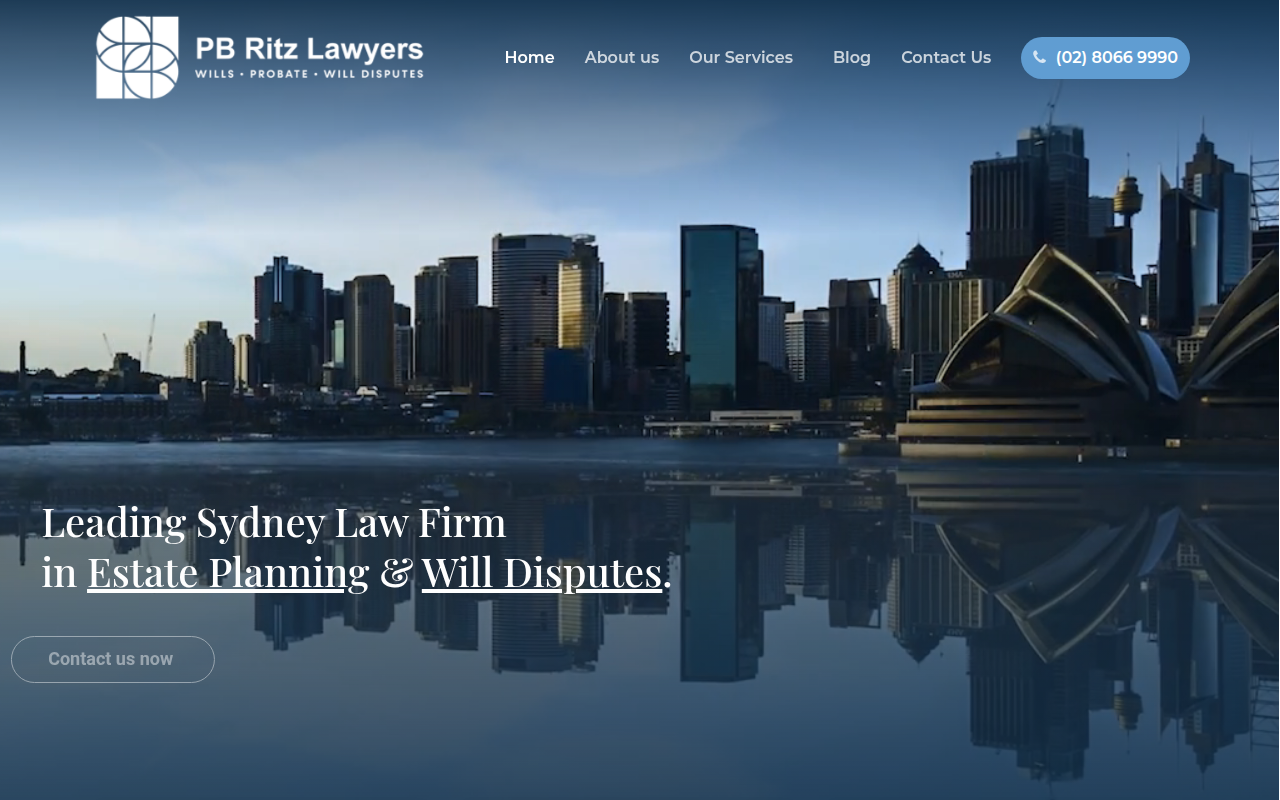 PB Ritz Lawyers
WILLS • PROBATE • WILL DISPUTES
Home
About us
Our Services
Blog
Contact Us
(02) 8066 9990
Leading Sydney Law Firm
in Estate Planning & Will Disputes.
Contact us now